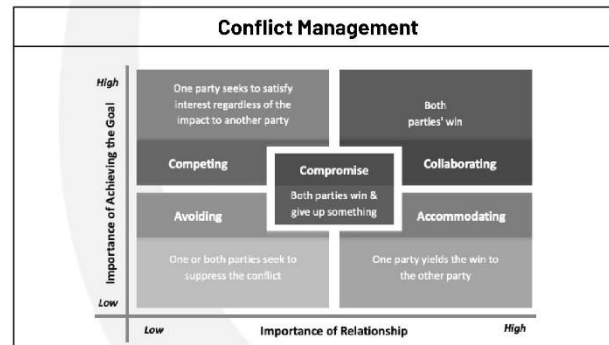 Conflict Management
High
Importance of Achieving the Goal
Low
One party seeks to satisfy
interest regardless of the
impact to another party
Competing
Both
parties' win
Collaborating
Compromise
Both parties win &
give up something
Avoiding
One or both parties seek to
suppress the conflict
Accommodating
One party yields the win to
the other party
Low
Importance of Relationship
High